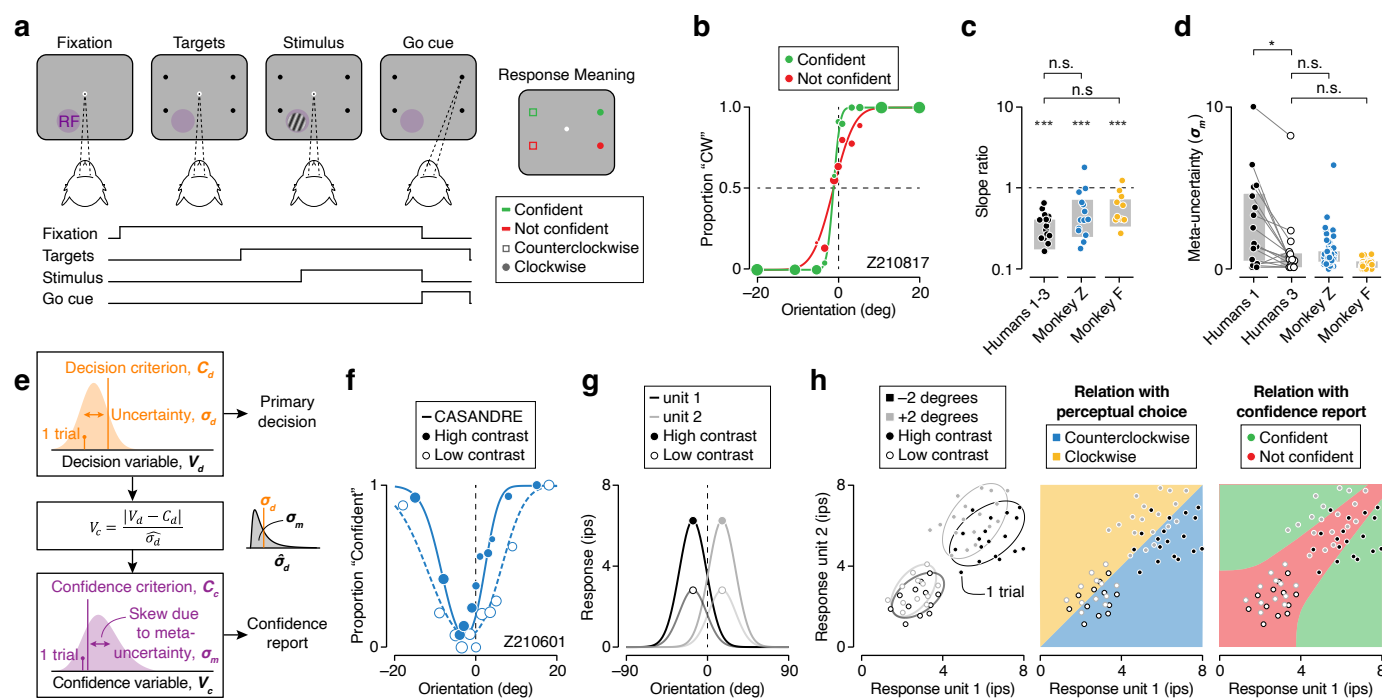 a
Fixation
Targets
Stimulus
Go cue
RF
Response Meaning
Confident
Not confident
Counterclockwise
Clockwise
Fixation
Targets
Stimulus
Go cue
b
Confident
Not confident
Proportion “CW”
1.0
0.5
0
−20
0
20
Orientation (deg)
Z210817
c
n.s.
n.s
***
***
***
Slope ratio
10
1
0.1
Humans 1-3
Monkey Z
Monkey F
d
*
n.s.
n.s.
Meta-uncertainty (σm)
10
0
Humans 1
Humans 3
Monkey Z
Monkey F
e
Decision criterion, Cd
Uncertainty, σd
1 trial
Decision variable, Vd
Primary
decision
Vc = |Vd − Cd| / σ̂d
σd
σm
σ̂d
Confidence criterion, Cc
Skew due
to meta-
uncertainty, σm
1 trial
Confidence variable, Vc
Confidence
report
f
CASANDRE
High contrast
Low contrast
Proportion “Confident”
1
0
−20
0
20
Orientation (deg)
Z210601
g
unit 1
unit 2
High contrast
Low contrast
Response (ips)
8
0
−90
0
90
Orientation (deg)
h
−2 degrees
+2 degrees
High contrast
Low contrast
Response unit 2 (ips)
8
4
0
0
4
8
Response unit 1 (ips)
1 trial
Relation with
perceptual choice
Counterclockwise
Clockwise
0
4
8
Response unit 1 (ips)
Relation with
confidence report
Confident
Not confident
0
4
8
Response unit 1 (ips)